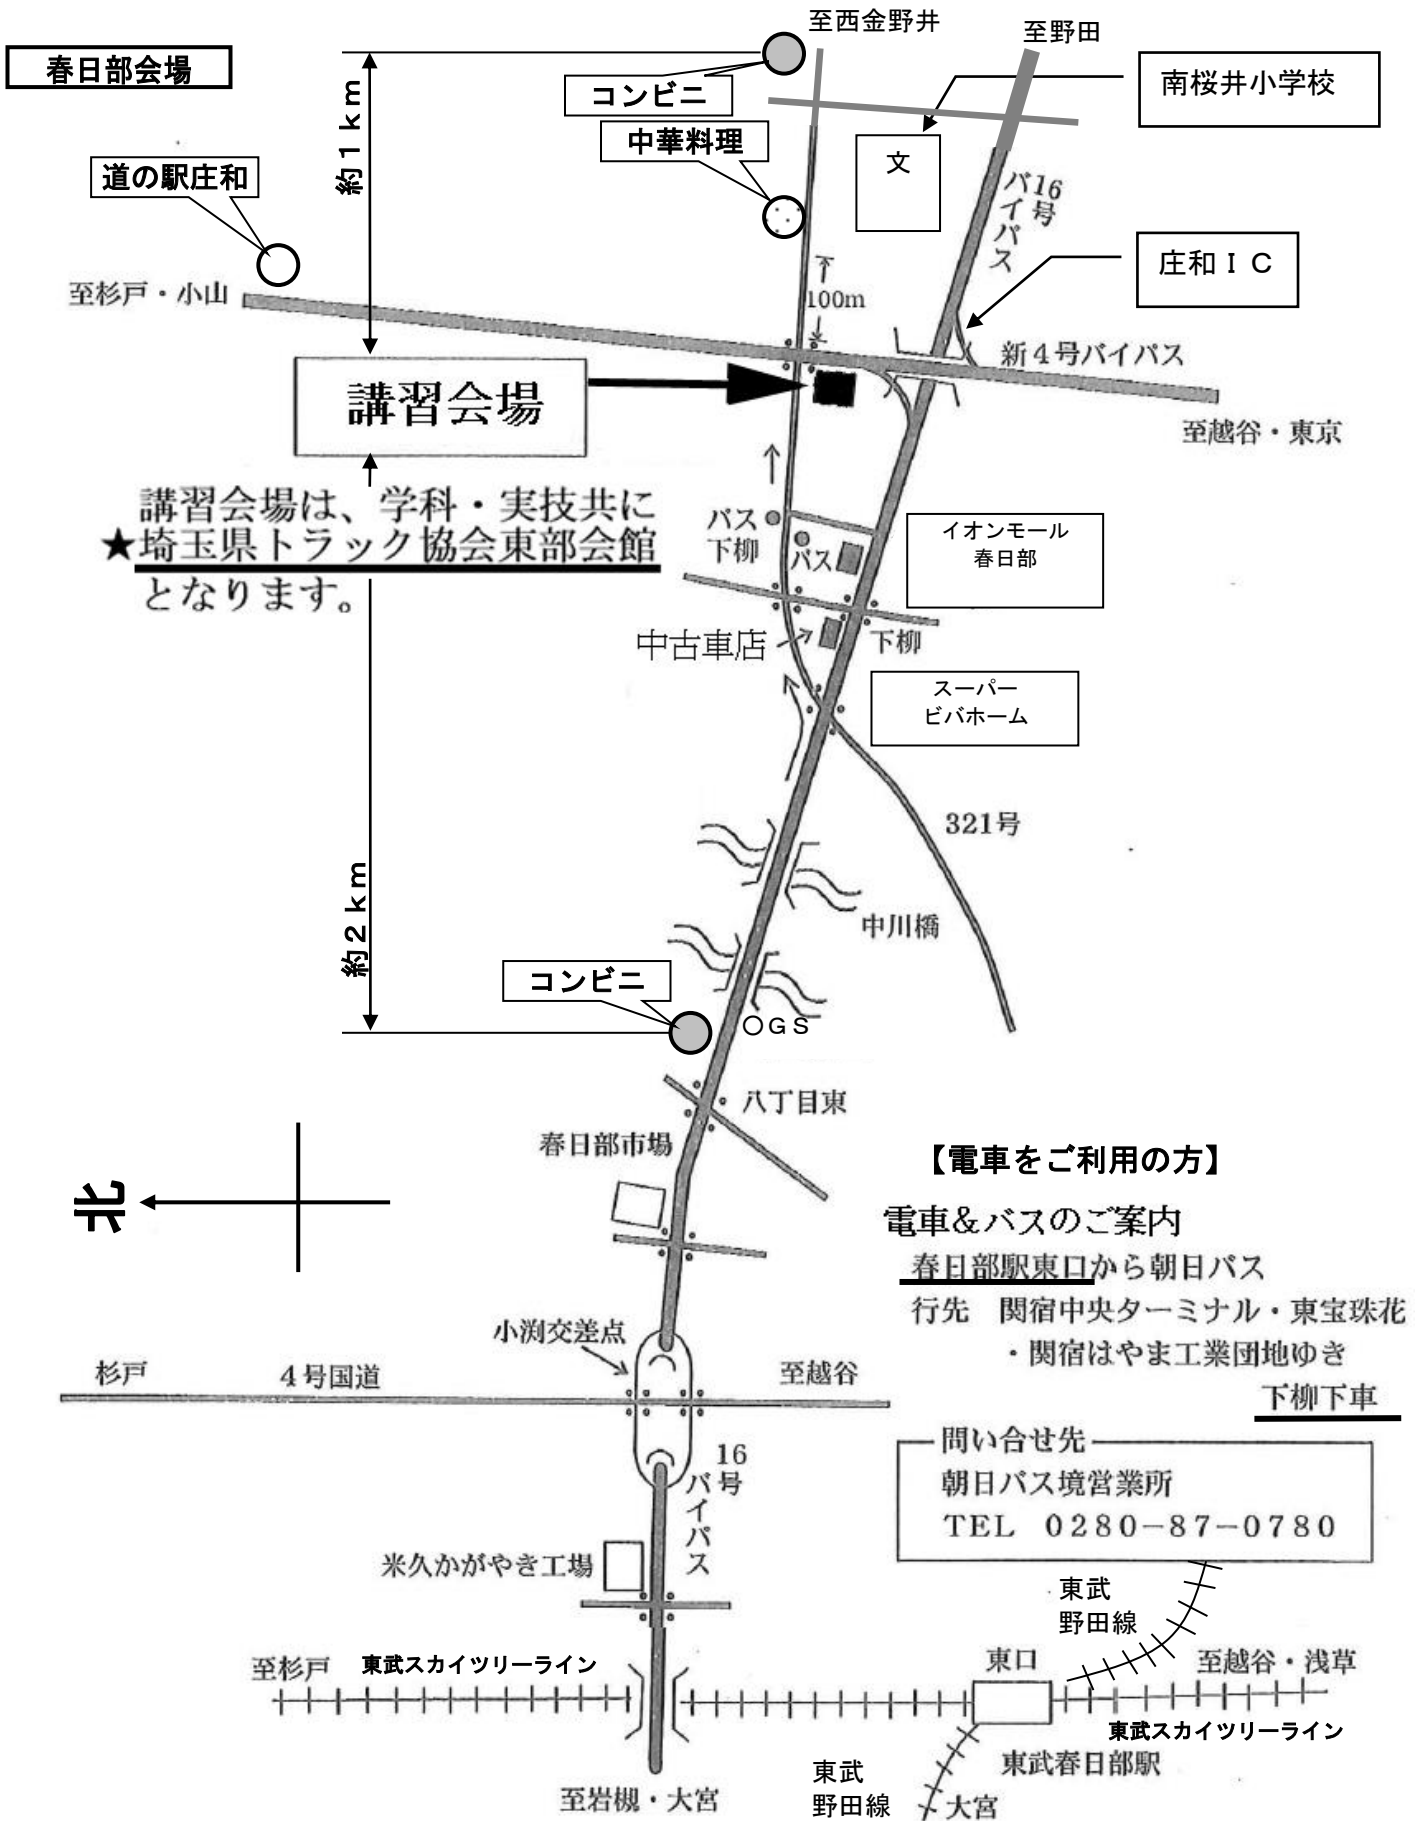 至西金野井
至野田
春日部会場
南桜井小学校
コンビニ
約1km
中華料理
文
道の駅庄和
16号
バイパス
庄和IC
至杉戸・小山
100m
新4号バイパス
講習会場
至越谷・東京
講習会場は、学科・実技共に
★埼玉県トラック協会東部会館
となります。
バス
下柳
バス
イオンモール
春日部
中古車店
下柳
スーパー
ビバホーム
321号
約2km
中川橋
コンビニ
○GS
八丁目東
春日部市場
北
【電車をご利用の方】
電車&バスのご案内
春日部駅東口から朝日バス
行先 関宿中央ターミナル・東宝珠花
・関宿はやま工業団地ゆき
下柳下車
小渕交差点
杉戸
4号国道
至越谷
問い合せ先
朝日バス境営業所
TEL 0280-87-0780
16号
バイパス
米久かがやき工場
東武
野田線
至杉戸
東武スカイツリーライン
東口
至越谷・浅草
東武スカイツリーライン
東武春日部駅
東武
野田線
大宮
至岩槻・大宮